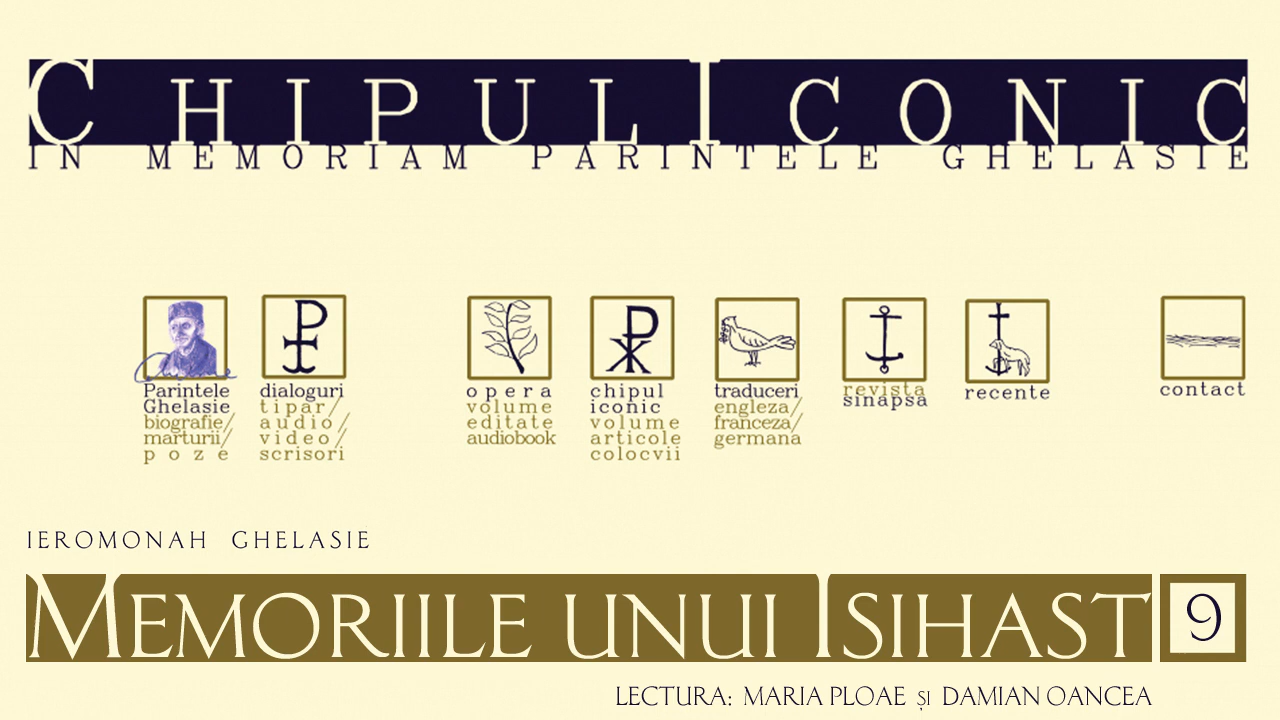 CHIPUL ICONIC
IN MEMORIAM PARINTELE GHELASIE
Parintele
Ghelasie
biografie/
marturii/
poze
dialoguri
tipar/
audio/
video/
scrisori
opera
volume
editate
audiobook
chipul
iconic
volume
articole
colocvii
traduceri
engleza/
franceza/
germana
revista
sinapsa
recente
contact
IEROMONAH GHELASIE
MEMORIILE UNUI ISIHAST 9
LECTURA: MARIA PLOAE ȘI DAMIAN OANCEA